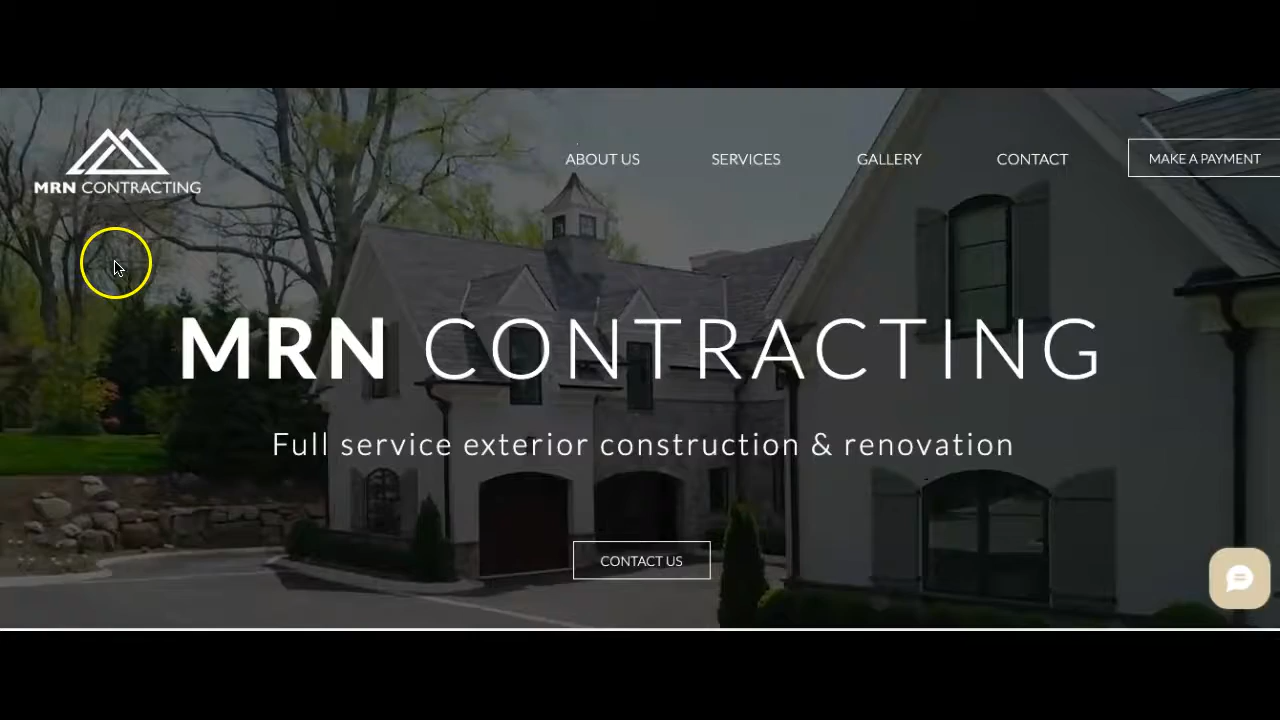 MRN CONTRACTING
ABOUT US
SERVICES
GALLERY
CONTACT
MAKE A PAYMENT
MRN CONTRACTING
Full service exterior construction & renovation
CONTACT US